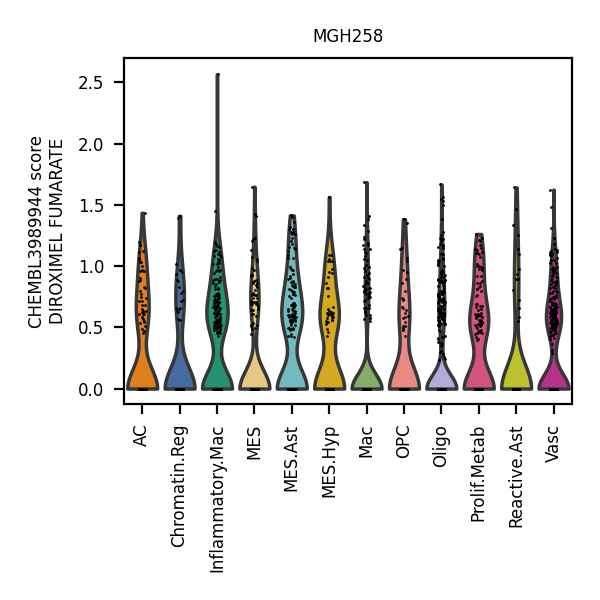 MGH258
CHEMBL3989944 score
DIROXIMEL FUMARATE
2.5
2.0
1.5
1.0
0.5
0.0
AC
Chromatin.Reg
Inflammatory.Mac
MES
MES.Ast
MES.Hyp
Mac
OPC
Oligo
Prolif.Metab
Reactive.Ast
Vasc